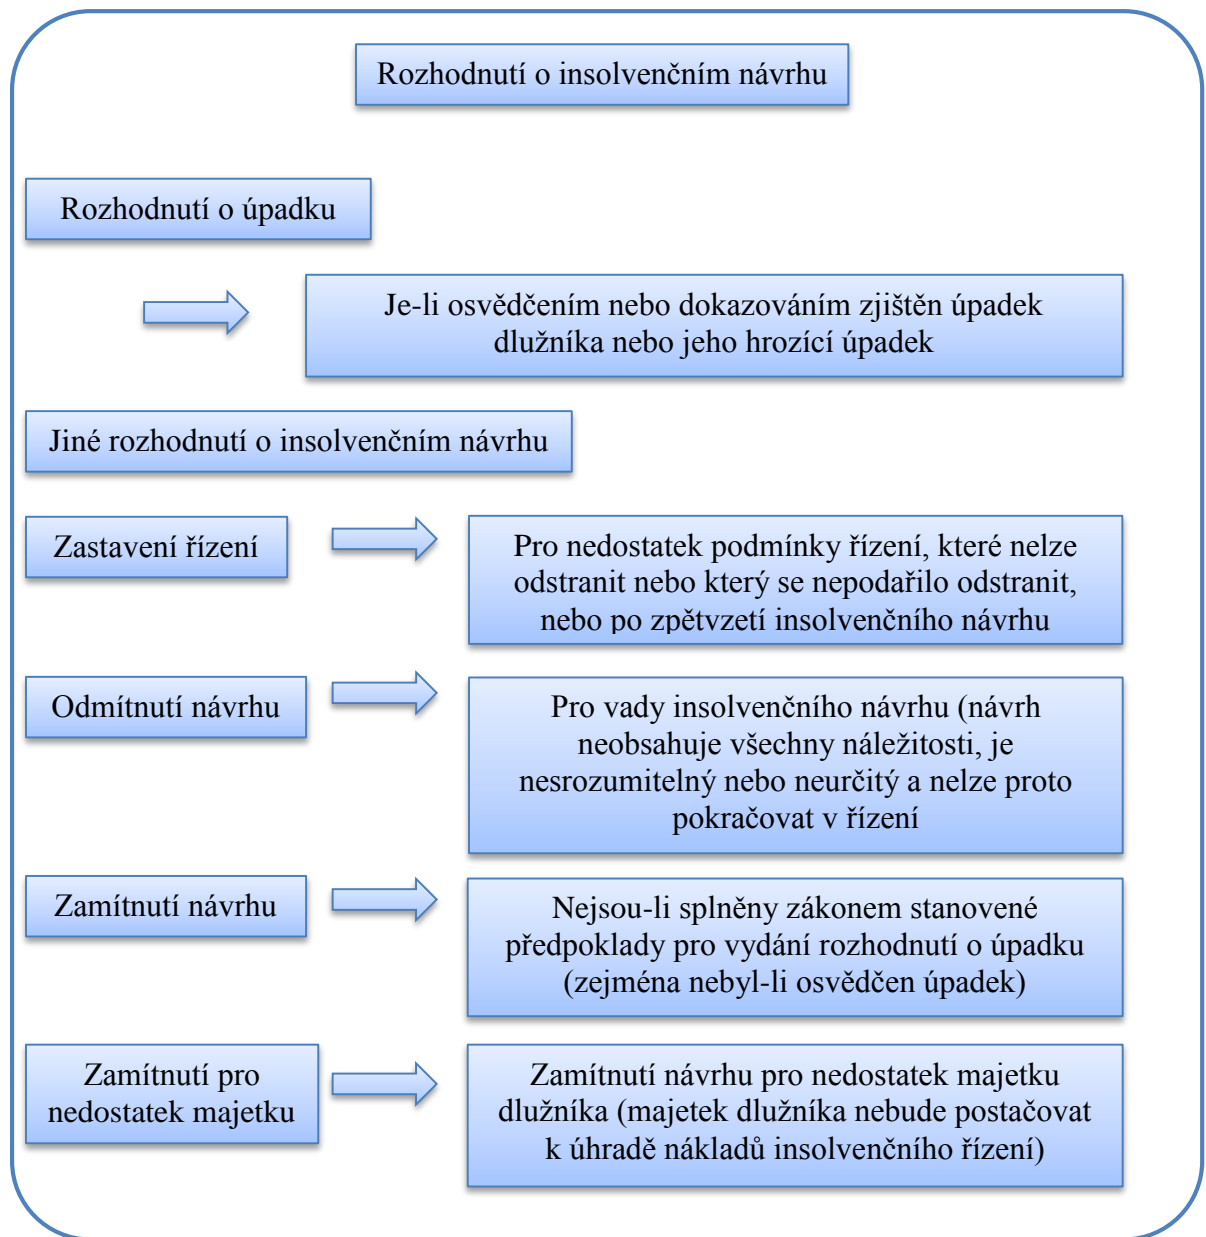 Rozhodnutí o insolvenčním návrhu
Rozhodnutí o úpadku
Je-li osvědčením nebo dokazováním zjištěn úpadek
dlužníka nebo jeho hrozící úpadek
Jiné rozhodnutí o insolvenčním návrhu
Zastavení řízení
Pro nedostatek podmínky řízení, které nelze
odstranit nebo který se nepodařilo odstranit,
nebo po zpětvzetí insolvenčního návrhu
Odmítnutí návrhu
Pro vady insolvenčního návrhu (návrh
neobsahuje všechny náležitosti, je
nesrozumitelný nebo neurčitý a nelze proto
pokračovat v řízení
Zamítnutí návrhu
Nejsou-li splněny zákonem stanovené
předpoklady pro vydání rozhodnutí o úpadku
(zejména nebyl-li osvědčen úpadek)
Zamítnutí pro
nedostatek majetku
Zamítnutí návrhu pro nedostatek majetku
dlužníka (majetek dlužníka nebude postačovat
k úhradě nákladů insolvenčního řízení)